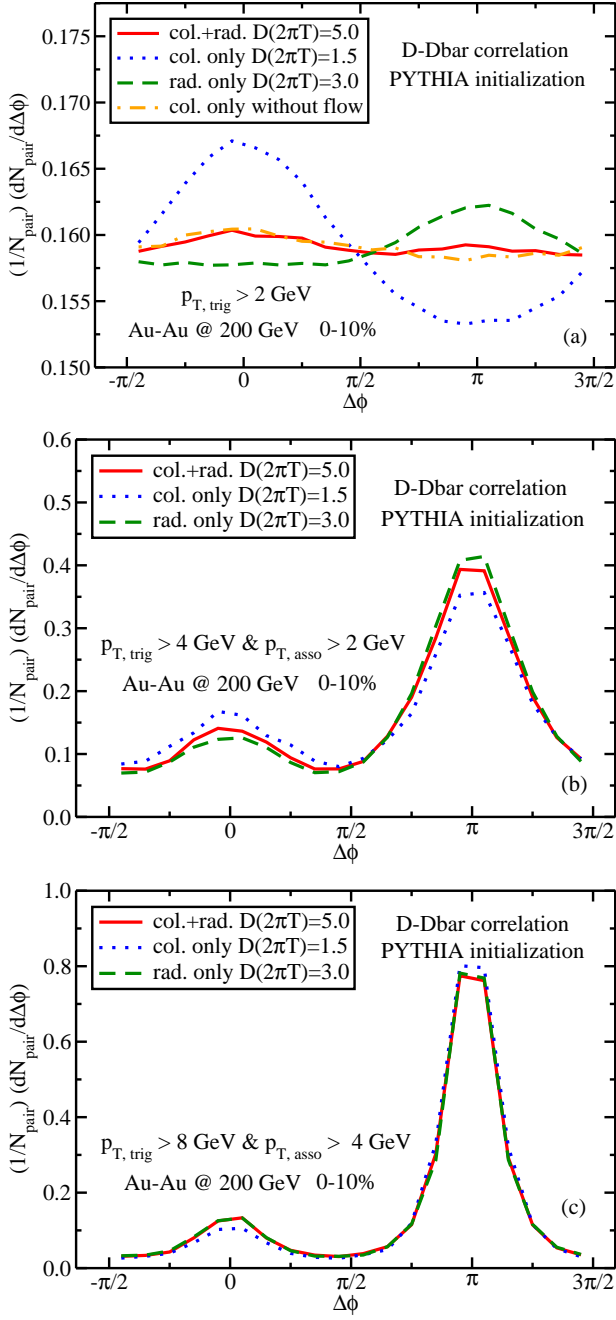 0.175
0.170
0.165
0.160
0.155
0.150
(1/N_pair) (dN_pair/dΔϕ)
col.+rad. D(2πT)=5.0
col. only D(2πT)=1.5
rad. only D(2πT)=3.0
col. only without flow
D-Dbar correlation
PYTHIA initialization
p_T, trig > 2 GeV
Au-Au @ 200 GeV 0-10%
(a)
-π/2 0 π/2 π 3π/2
Δϕ
0.6
0.5
0.4
0.3
0.2
0.1
0.0
(1/N_pair) (dN_pair/dΔϕ)
col.+rad. D(2πT)=5.0
col. only D(2πT)=1.5
rad. only D(2πT)=3.0
D-Dbar correlation
PYTHIA initialization
p_T, trig > 4 GeV & p_T, asso > 2 GeV
Au-Au @ 200 GeV 0-10%
(b)
-π/2 0 π/2 π 3π/2
Δϕ
1.0
0.8
0.6
0.4
0.2
0.0
(1/N_pair) (dN_pair/dΔϕ)
col.+rad. D(2πT)=5.0
col. only D(2πT)=1.5
rad. only D(2πT)=3.0
D-Dbar correlation
PYTHIA initialization
p_T, trig > 8 GeV & p_T, asso > 4 GeV
Au-Au @ 200 GeV 0-10%
(c)
-π/2 0 π/2 π 3π/2
Δϕ